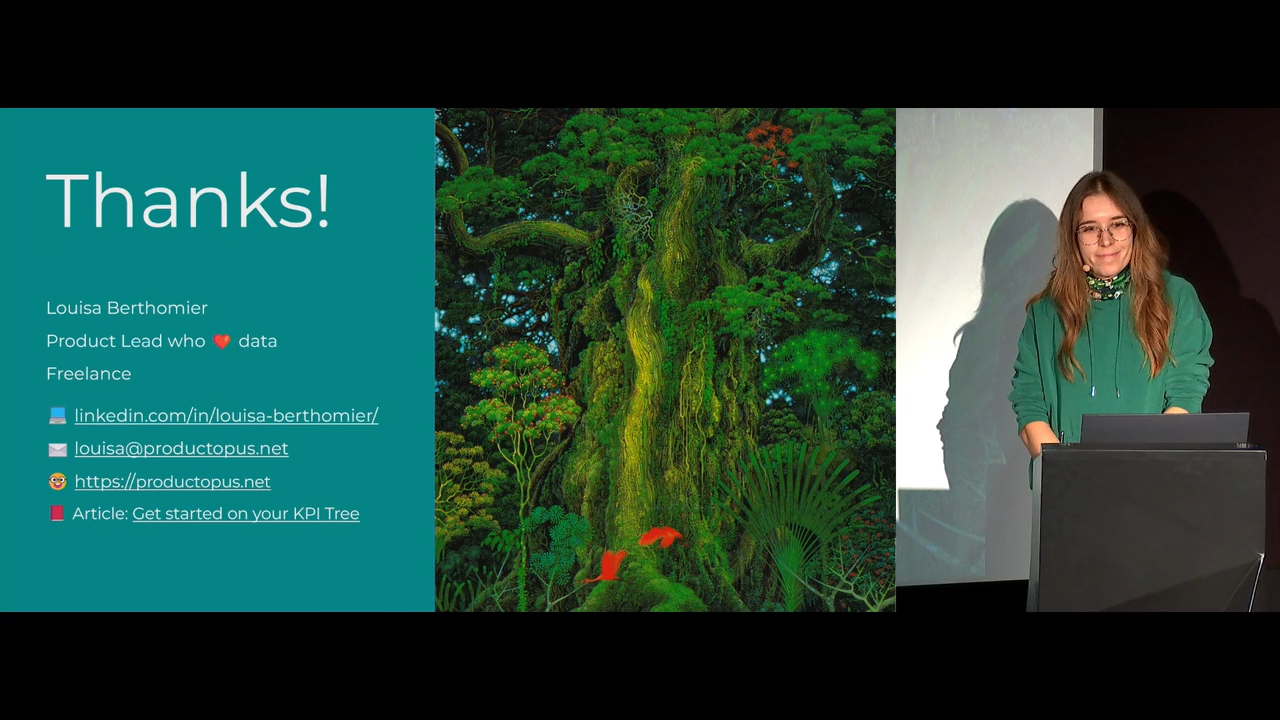 Thanks!
Louisa Berthomier
Product Lead who ❤️ data
Freelance
linkedin.com/in/louisa-berthomier/
louisa@productopus.net
https://productopus.net
Article: Get started on your KPI Tree